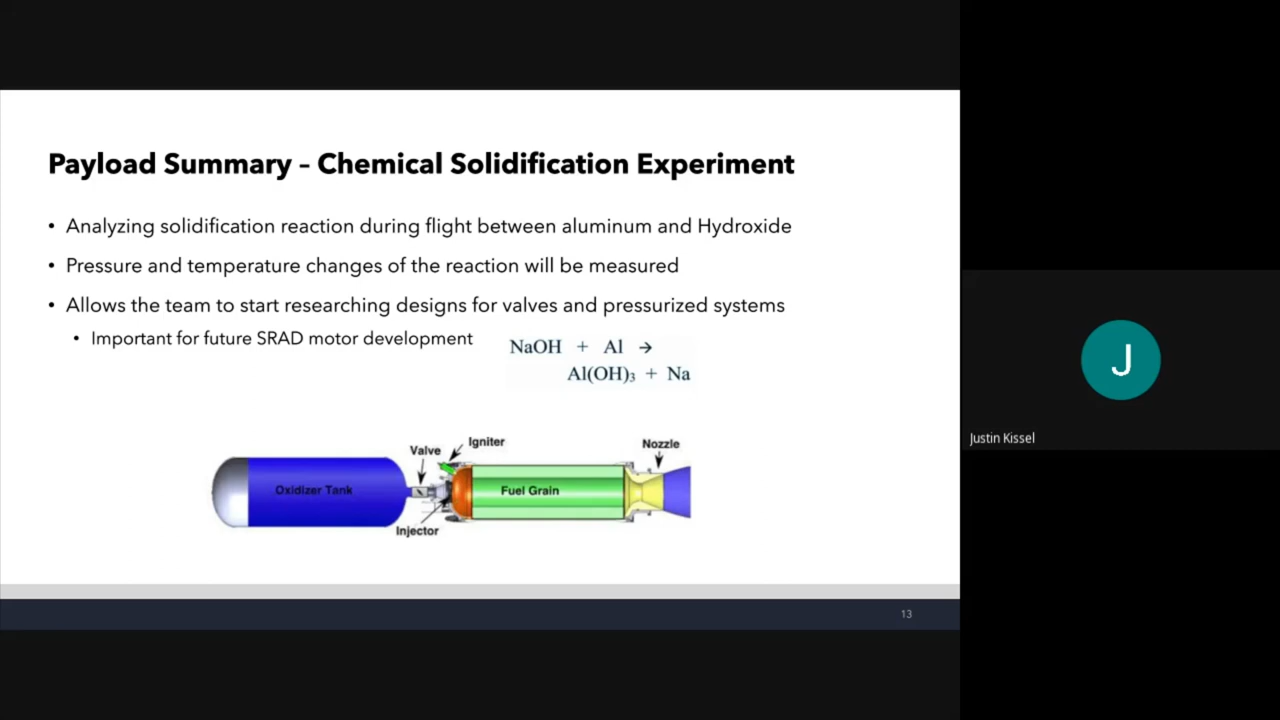 Payload Summary – Chemical Solidification Experiment
• Analyzing solidification reaction during flight between aluminum and Hydroxide
• Pressure and temperature changes of the reaction will be measured
• Allows the team to start researching designs for valves and pressurized systems
• Important for future SRAD motor development
NaOH + Al →
Al(OH)₃ + Na
Igniter
Valve
Nozzle
Oxidizer Tank
Fuel Grain
Injector
13
J
Justin Kissel